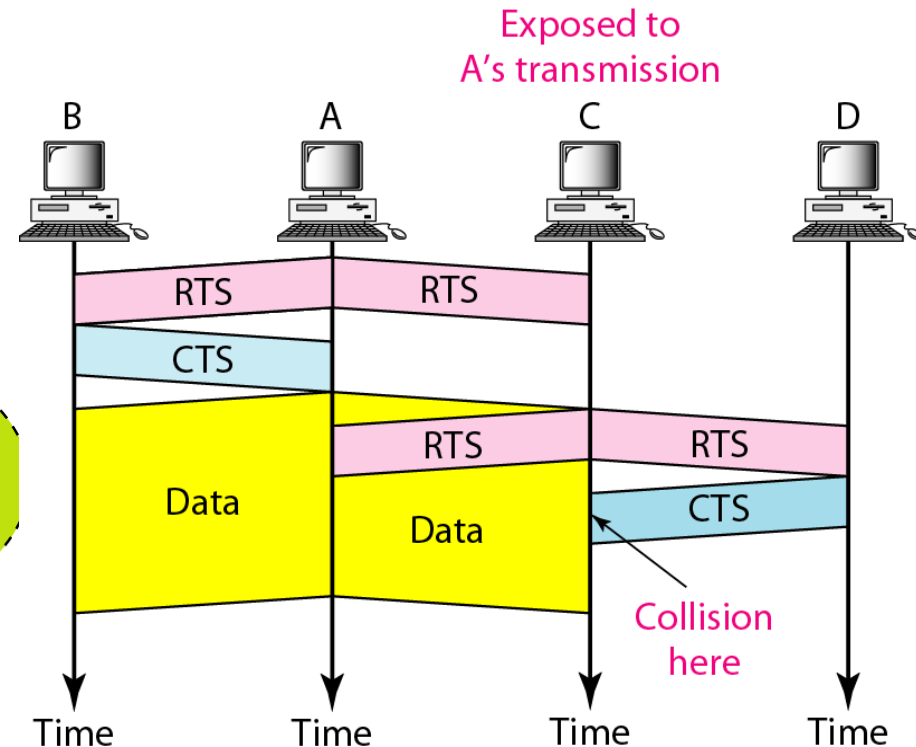 Exposed to
A's transmission
B
A
C
D
RTS
RTS
CTS
RTS
RTS
Data
Data
CTS
Collision
here
Time
Time
Time
Time